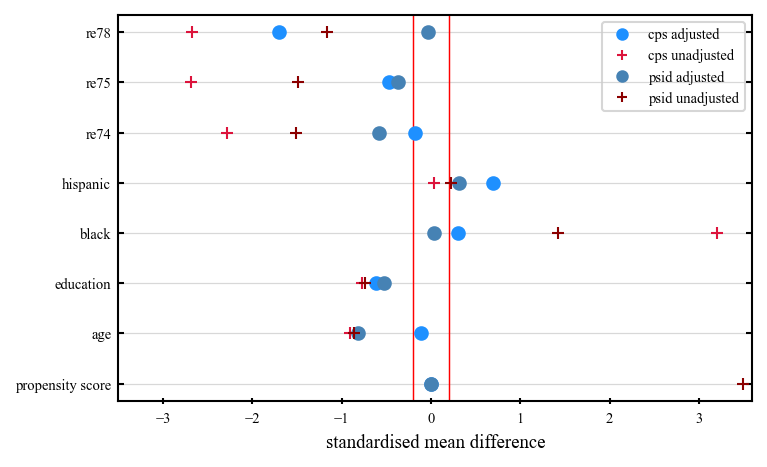 re78
re75
re74
hispanic
black
education
age
propensity score
cps adjusted
cps unadjusted
psid adjusted
psid unadjusted
−3 −2 −1 0 1 2 3
standardised mean difference